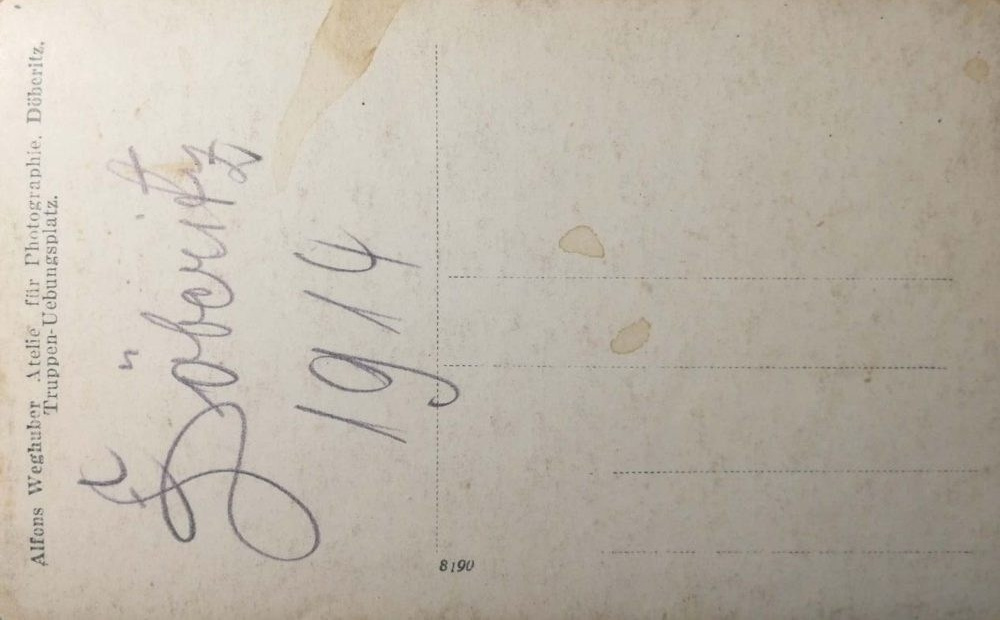 Alfons Weghuber Atelie für Photographie, Döberitz,
Truppen-Uebungsplatz.
Döberitz
1914
8190